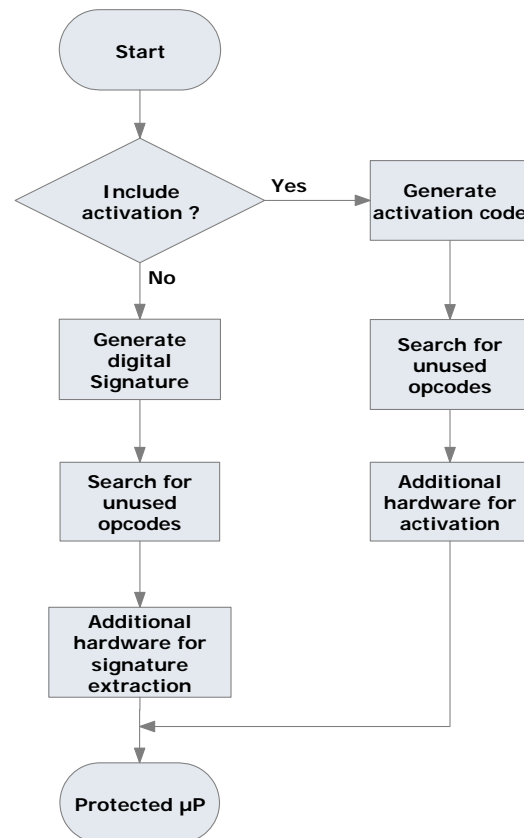 Start
Include
activation ?
Yes
Generate
activation code
No
Generate
digital
Signature
Search for
unused
opcodes
Search for
unused
opcodes
Additional
hardware for
activation
Additional
hardware for
signature
extraction
Protected µP